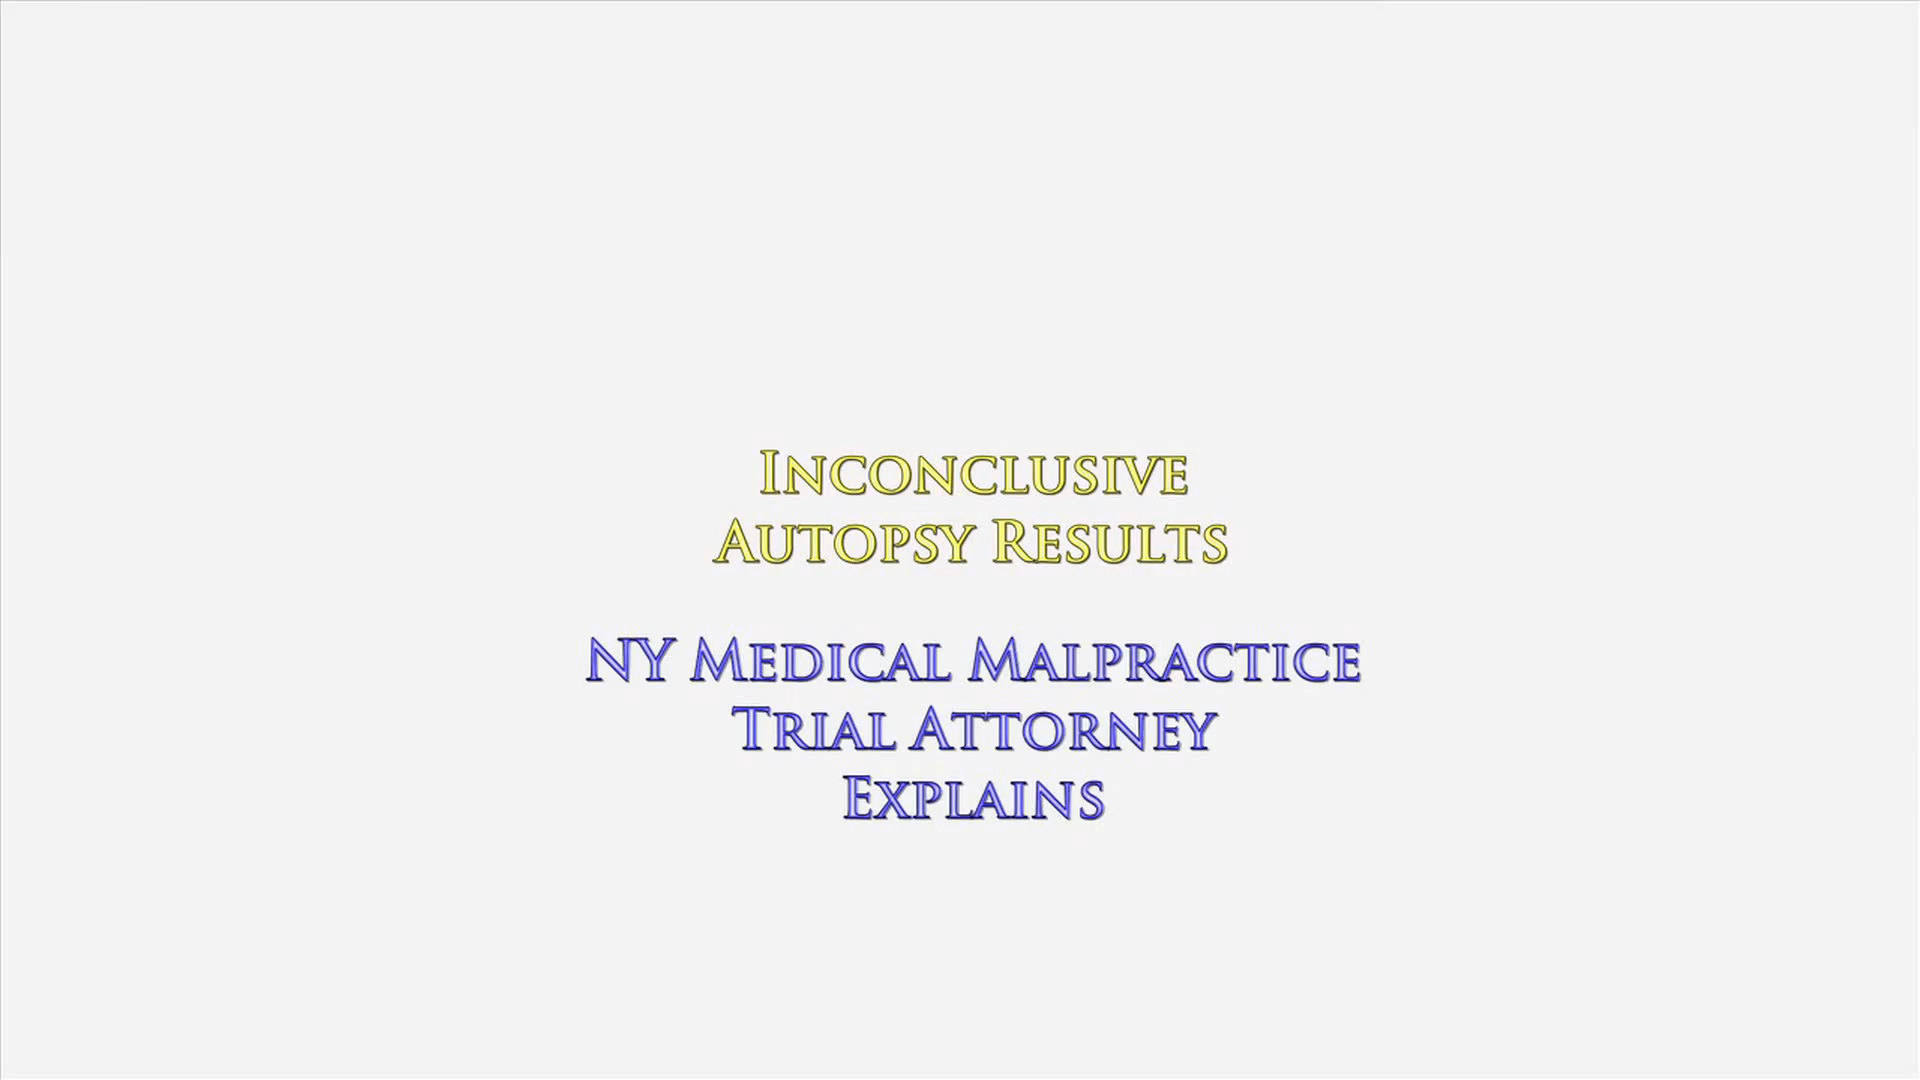 Inconclusive
Autopsy Results
NY Medical Malpractice
Trial Attorney
Explains